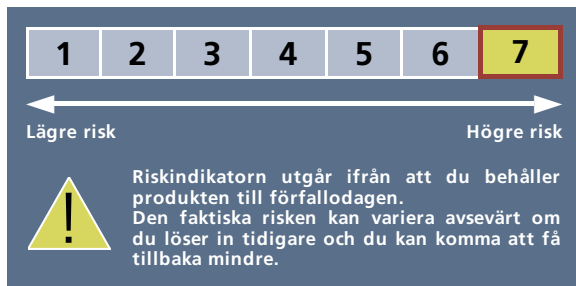 1 2 3 4 5 6 7
Lägre risk Högre risk
Riskindikatorn utgår ifrån att du behåller
produkten till förfallodagen.
Den faktiska risken kan variera avsevärt om
du löser in tidigare och du kan komma att få
tillbaka mindre.
!